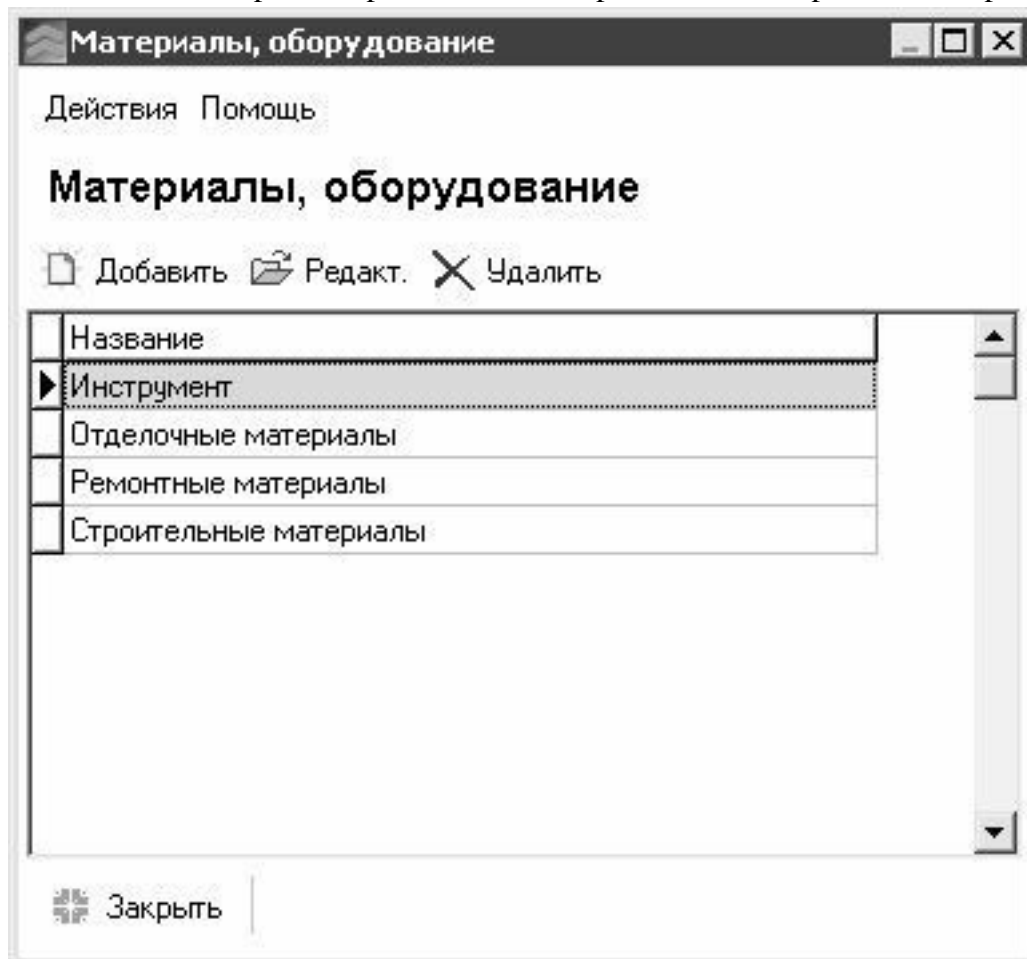 Материалы, оборудование
Действия Помощь
Материалы, оборудование
Добавить Редакт. Удалить
Название
Инструмент
Отделочные материалы
Ремонтные материалы
Строительные материалы
Закрыть